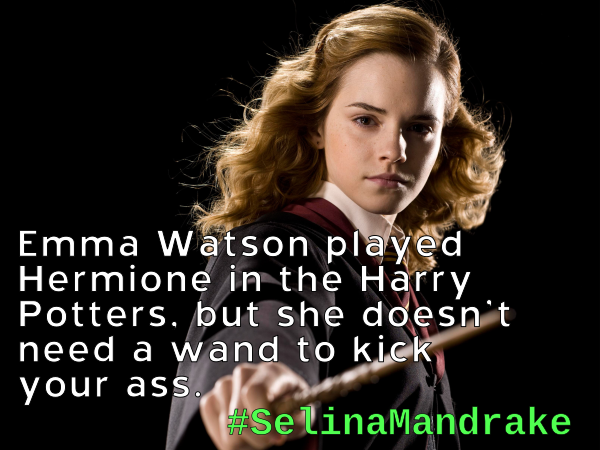 Emma Watson played
Hermione in the Harry
Potters, but she doesn't
need a wand to kick
your ass.
#SelinaMandrake